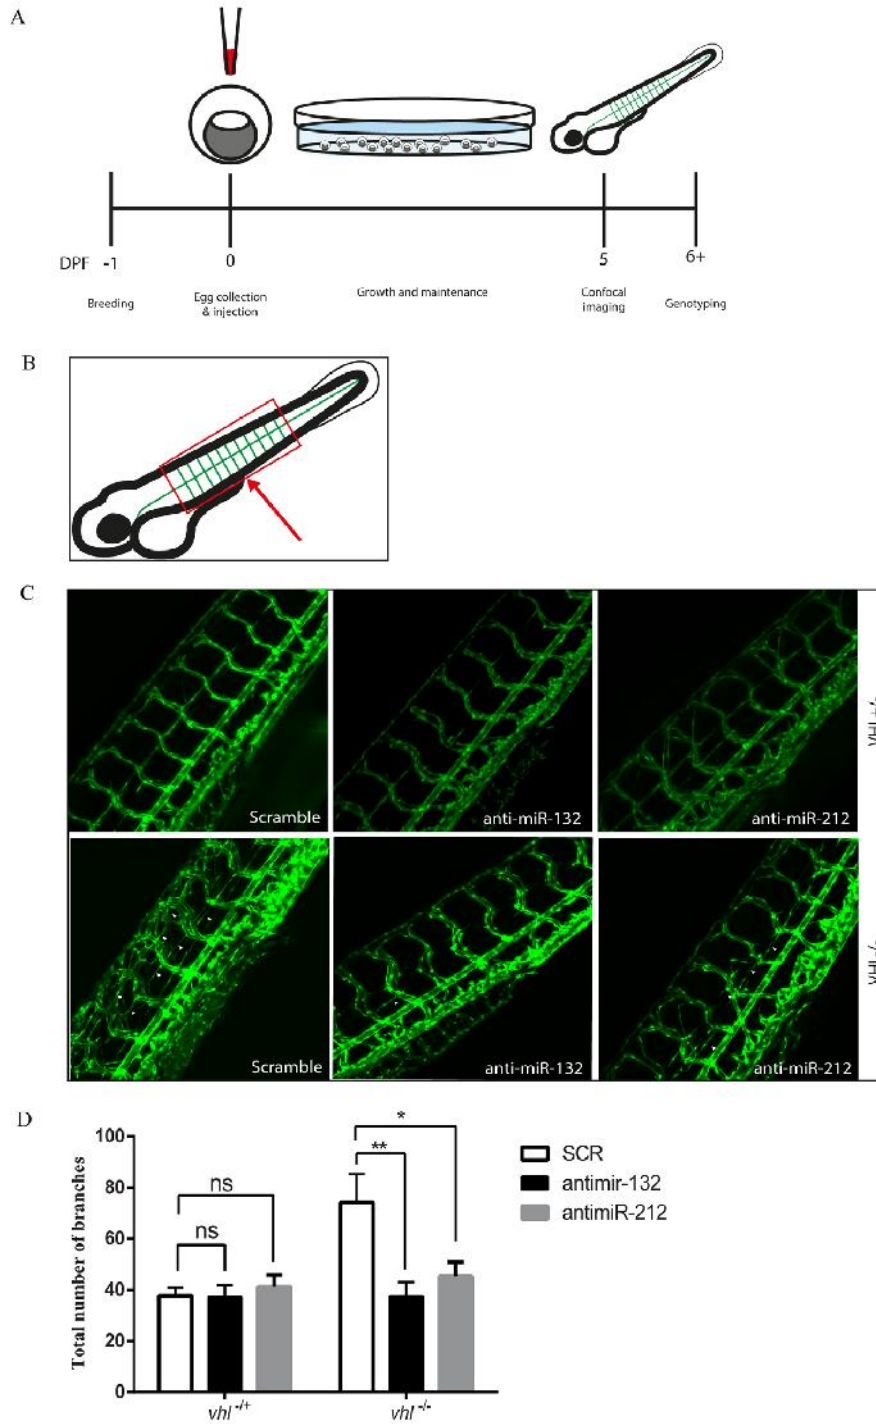 A
DPF -1 0 5 6+
Breeding
Egg collection
& injection
Growth and maintenance
Confocal
imaging
Genotyping
B
C
Scramble
anti-miR-132
anti-miR-212
Scramble
anti-miR-132
anti-miR-212
D
Total number of branches
100
80
60
40
20
0
ns
ns
**
*
vhl -/+
vhl -/-
SCR
antimir-132
antimiR-212